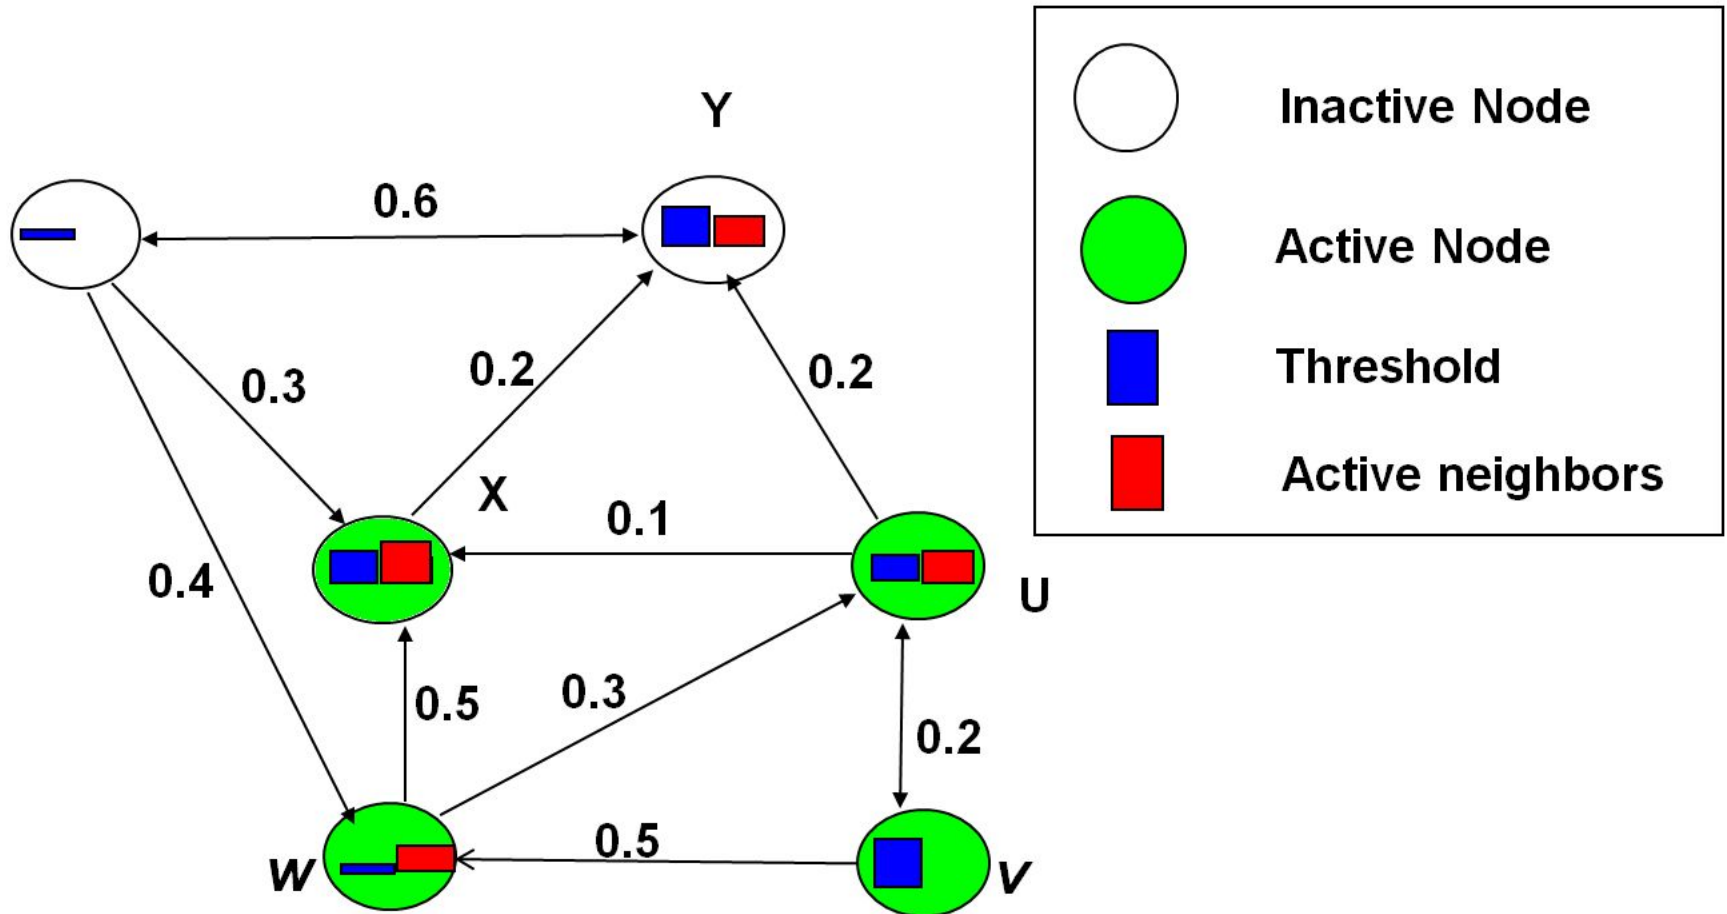 Y
0.6
0.3
0.2
0.2
X
0.1
0.4
U
0.5
0.3
0.2
0.5
w
v
Inactive Node
Active Node
Threshold
Active neighbors